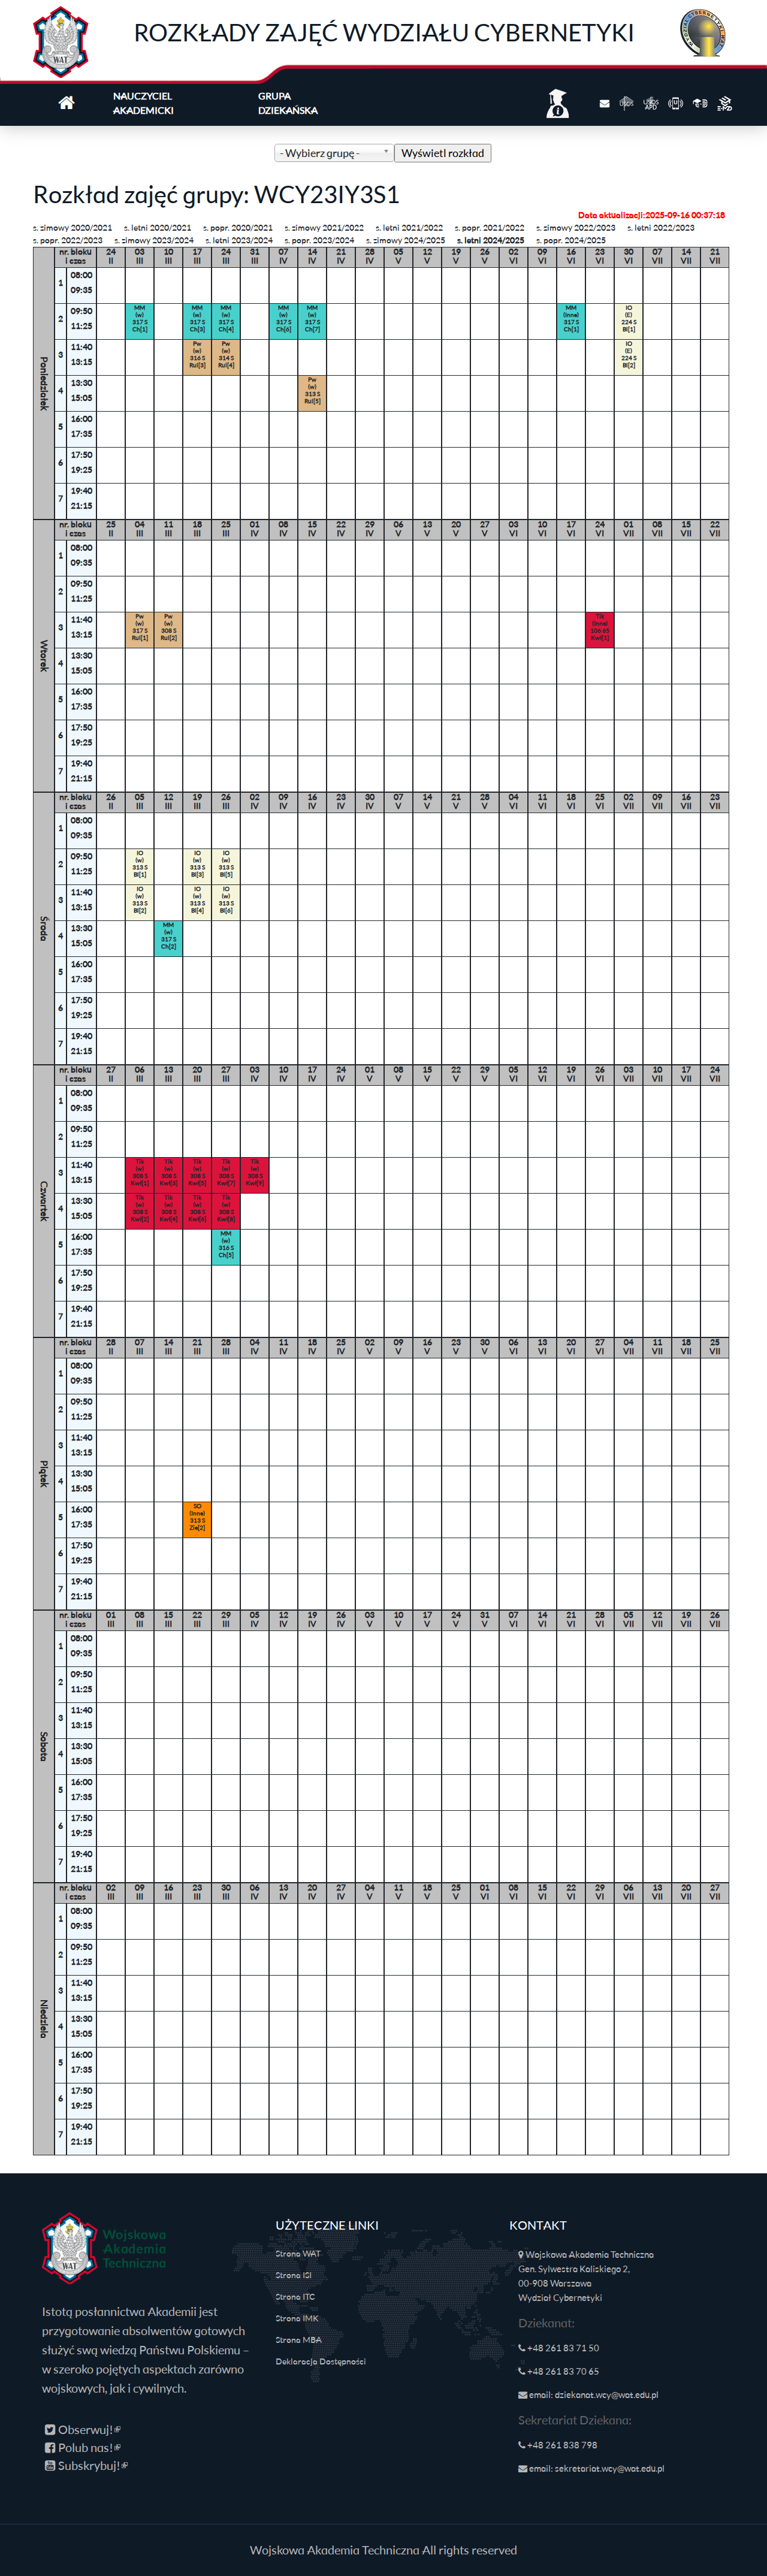 ROZKŁADY ZAJĘĆ WYDZIAŁU CYBERNETYKI
WAT
NAUCZYCIEL AKADEMICKI
GRUPA DZIEKAŃSKA
- Wybierz grupę -
Wyświetl rozkład
Rozkład zajęć grupy: WCY23IY3S1
Data aktualizacji:2025-09-16 00:37:18
s. zimowy 2020/2021 s. letni 2020/2021 s. popr. 2020/2021 s. zimowy 2021/2022 s. letni 2021/2022 s. popr. 2021/2022 s. zimowy 2022/2023 s. letni 2022/2023
s. popr. 2022/2023 s. zimowy 2023/2024 s. letni 2023/2024 s. popr. 2023/2024 s. zimowy 2024/2025 s. letni 2024/2025 s. popr. 2024/2025
Poniedziałek
nr. bloku i czas 24 II 03 III 10 III 17 III 24 III 31 III 07 IV 14 IV 21 IV 28 IV 05 V 12 V 19 V 26 V 02 VI 09 VI 16 VI 23 VI 30 VI 07 VII 14 VII 21 VII
1 08:00 09:35
2 09:50 11:25 MM (w) 317 S Ch[1] MM (w) 317 S Ch[3] MM (w) 317 S Ch[4] MM (w) 317 S Ch[6] MM (w) 317 S Ch[7] MM (inne) 317 S Ch[1] IO (E) 224 S Bl[1]
3 11:40 13:15 Pw (w) 316 S Rul[3] Pw (w) 314 S Rul[4] IO (E) 224 S Bl[2]
4 13:30 15:05 Pw (w) 313 S Rul[5]
5 16:00 17:35
6 17:50 19:25
7 19:40 21:15
Wtorek
nr. bloku i czas 25 II 04 III 11 III 18 III 25 III 01 IV 08 IV 15 IV 22 IV 29 IV 06 V 13 V 20 V 27 V 03 VI 10 VI 17 VI 24 VI 01 VII 08 VII 15 VII 22 VII
1 08:00 09:35
2 09:50 11:25
3 11:40 13:15 Pw (w) 317 S Rul[1] Pw (w) 308 S Rul[2] Tik (inne) 106 65 Kwł[1]
4 13:30 15:05
5 16:00 17:35
6 17:50 19:25
7 19:40 21:15
Środa
nr. bloku i czas 26 II 05 III 12 III 19 III 26 III 02 IV 09 IV 16 IV 23 IV 30 IV 07 V 14 V 21 V 28 V 04 VI 11 VI 18 VI 25 VI 02 VII 09 VII 16 VII 23 VII
1 08:00 09:35
2 09:50 11:25 IO (w) 313 S Bl[1] IO (w) 313 S Bl[3] IO (w) 313 S Bl[5]
3 11:40 13:15 IO (w) 313 S Bl[2] IO (w) 313 S Bl[4] IO (w) 313 S Bl[6]
4 13:30 15:05 MM (w) 317 S Ch[2]
5 16:00 17:35
6 17:50 19:25
7 19:40 21:15
Czwartek
nr. bloku i czas 27 II 06 III 13 III 20 III 27 III 03 IV 10 IV 17 IV 24 IV 01 V 08 V 15 V 22 V 29 V 05 VI 12 VI 19 VI 26 VI 03 VII 10 VII 17 VII 24 VII
1 08:00 09:35
2 09:50 11:25
3 11:40 13:15 Tik (w) 308 S Kwł[1] Tik (w) 308 S Kwł[3] Tik (w) 308 S Kwł[5] Tik (w) 308 S Kwł[7] Tik (w) 308 S Kwł[9]
4 13:30 15:05 Tik (w) 308 S Kwł[2] Tik (w) 308 S Kwł[4] Tik (w) 308 S Kwł[6] Tik (w) 308 S Kwł[8]
5 16:00 17:35 MM (w) 316 S Ch[5]
6 17:50 19:25
7 19:40 21:15
Piątek
nr. bloku i czas 28 II 07 III 14 III 21 III 28 III 04 IV 11 IV 18 IV 25 IV 02 V 09 V 16 V 23 V 30 V 06 VI 13 VI 20 VI 27 VI 04 VII 11 VII 18 VII 25 VII
1 08:00 09:35
2 09:50 11:25
3 11:40 13:15
4 13:30 15:05
5 16:00 17:35 SO (inne) 313 S Zie[2]
6 17:50 19:25
7 19:40 21:15
Sobota
nr. bloku i czas 01 III 08 III 15 III 22 III 29 III 05 IV 12 IV 19 IV 26 IV 03 V 10 V 17 V 24 V 31 V 07 VI 14 VI 21 VI 28 VI 05 VII 12 VII 19 VII 26 VII
1 08:00 09:35
2 09:50 11:25
3 11:40 13:15
4 13:30 15:05
5 16:00 17:35
6 17:50 19:25
7 19:40 21:15
Niedziela
nr. bloku i czas 02 III 09 III 16 III 23 III 30 III 06 IV 13 IV 20 IV 27 IV 04 V 11 V 18 V 25 V 01 VI 08 VI 15 VI 22 VI 29 VI 06 VII 13 VII 20 VII 27 VII
1 08:00 09:35
2 09:50 11:25
3 11:40 13:15
4 13:30 15:05
5 16:00 17:35
6 17:50 19:25
7 19:40 21:15
WAT
Wojskowa
Akademia
Techniczna
Istotą posłannictwa Akademii jest
przygotowanie absolwentów gotowych
służyć swą wiedzą Państwu Polskiemu –
w szeroko pojętych aspektach zarówno
wojskowych, jak i cywilnych.
Obserwuj!
Polub nas!
Subskrybuj!
UŻYTECZNE LINKI
Strona WAT
Strona ISI
Strona ITC
Strona IMK
Strona MBA
Deklaracja Dostępności
KONTAKT
Wojskowa Akademia Techniczna
Gen. Sylwestra Kaliskiego 2,
00-908 Warszawa
Wydział Cybernetyki
Dziekanat:
+48 261 83 71 50
+48 261 83 70 65
email: dziekanat.wcy@wat.edu.pl
Sekretariat Dziekana:
+48 261 838 798
email: sekretariat.wcy@wat.edu.pl
Wojskowa Akademia Techniczna All rights reserved